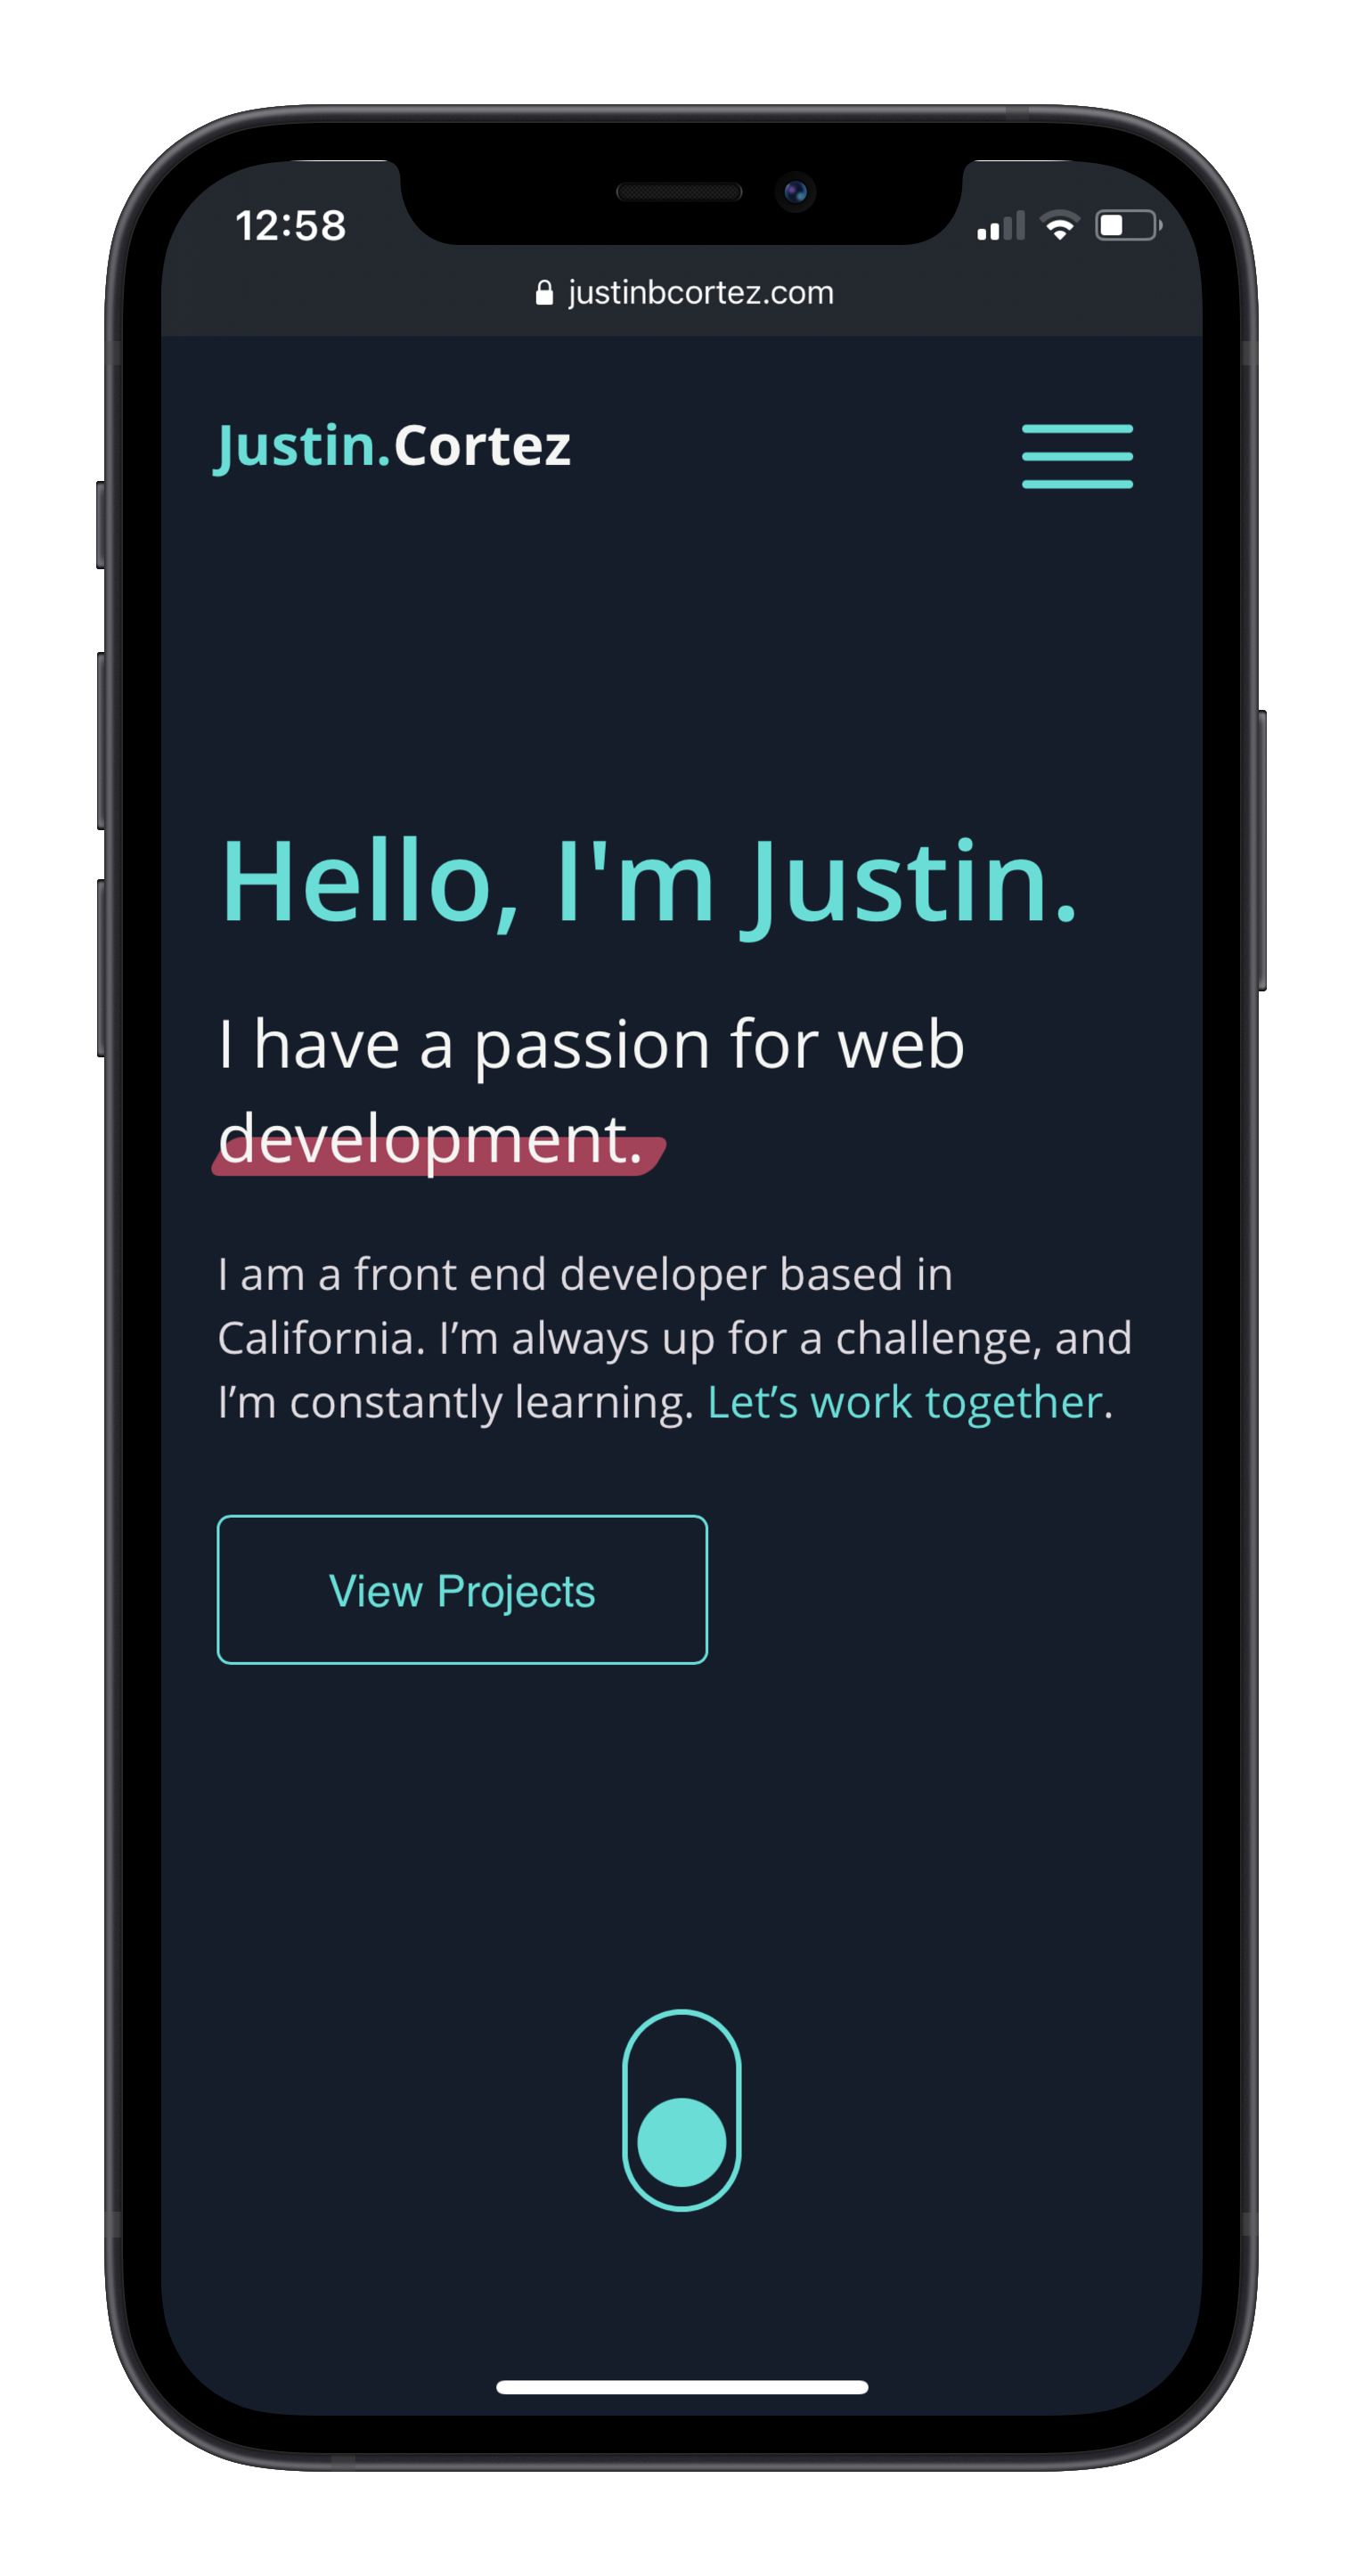 12:58
justinbcortez.com
Justin.Cortez
Hello, I'm Justin.
I have a passion for web
development.
I am a front end developer based in
California. I’m always up for a challenge, and
I’m constantly learning. Let’s work together.
View Projects